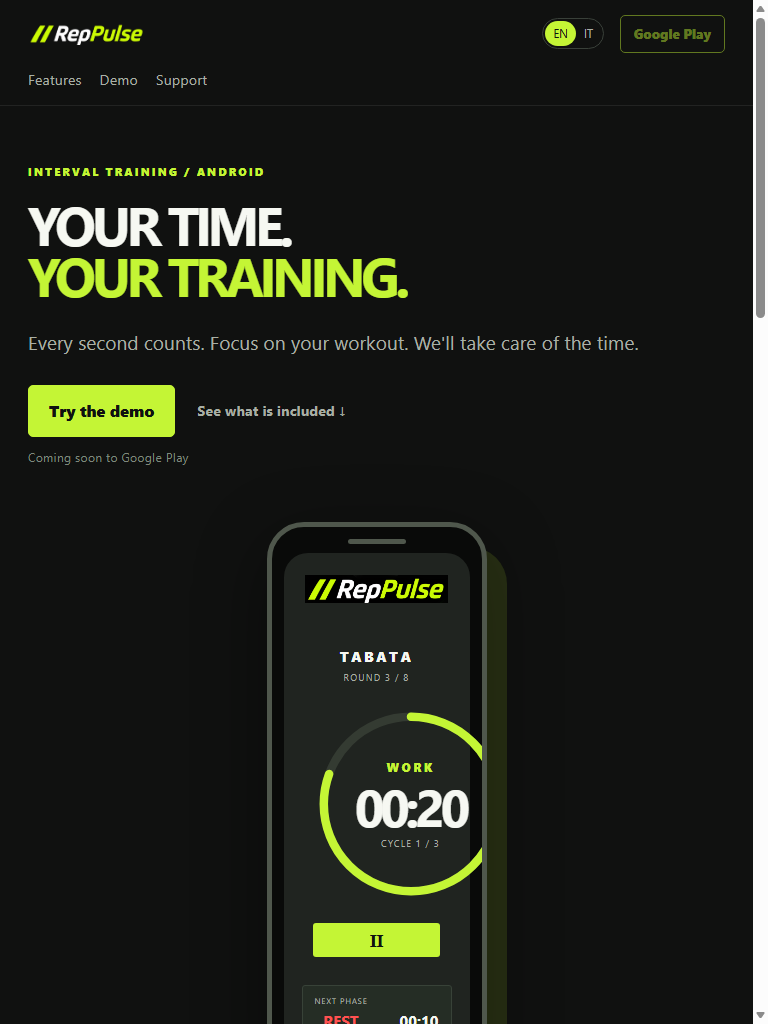 RepPulse
EN IT
Google Play
Features Demo Support
INTERVAL TRAINING / ANDROID
YOUR TIME.
YOUR TRAINING.
Every second counts. Focus on your workout. We'll take care of the time.
Try the demo
See what is included ↓
Coming soon to Google Play
RepPulse
TABATA
ROUND 3 / 8
WORK
00:20
CYCLE 1 / 3
II
NEXT PHASE
REST 00:10